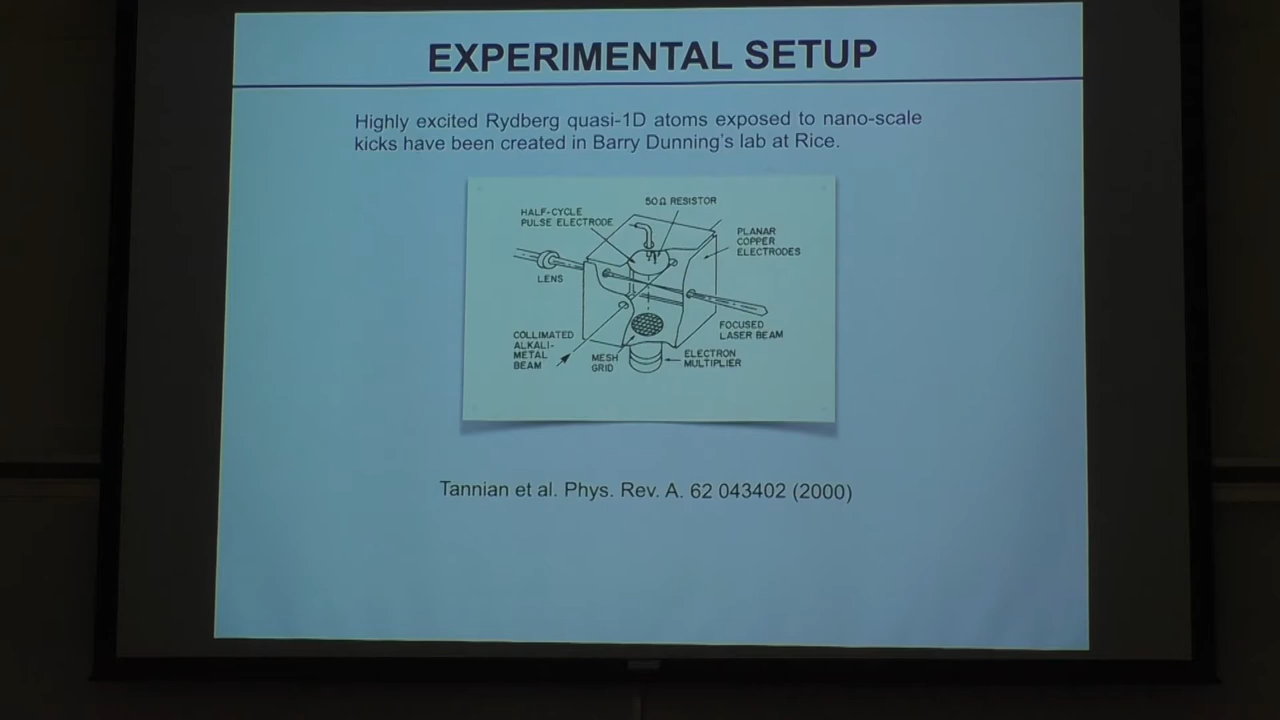 EXPERIMENTAL SETUP
Highly excited Rydberg quasi-1D atoms exposed to nano-scale
kicks have been created in Barry Dunning's lab at Rice.
50Ω RESISTOR
HALF-CYCLE
PULSE ELECTRODE
PLANAR
COPPER
ELECTRODES
LENS
COLLIMATED
ALKALI-
METAL
BEAM
MESH
GRID
FOCUSED
LASER BEAM
ELECTRON
MULTIPLIER
Tannian et al. Phys. Rev. A. 62 043402 (2000)